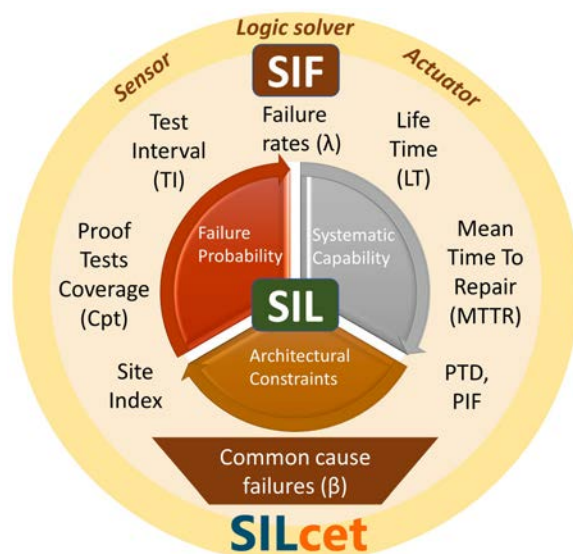 Logic solver
Sensor
Actuator
SIF
Failure
rates (λ)
Test
Interval
(TI)
Life
Time
(LT)
Proof
Tests
Coverage
(Cpt)
Failure
Probability
Systematic
Capability
Mean
Time To
Repair
(MTTR)
SIL
Architectural
Constraints
Site
Index
PTD,
PIF
Common cause
failures (β)
SILcet